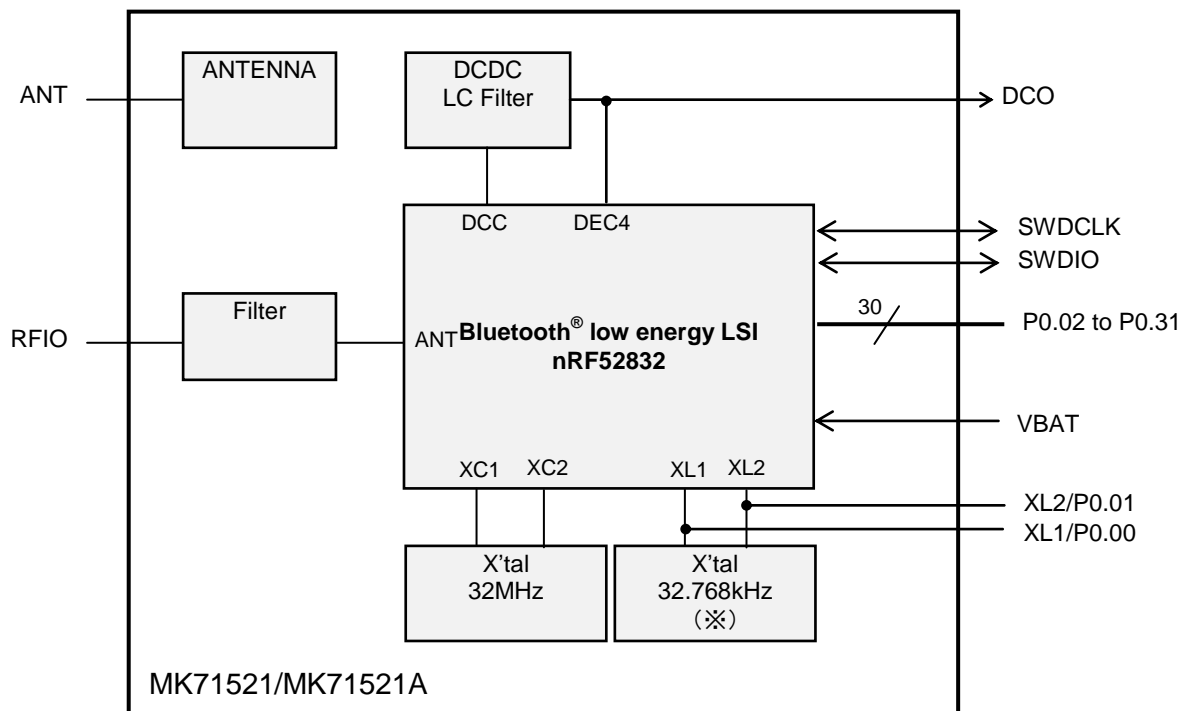 ANTENNA
DCDC
LC Filter
ANT
DCO
DCC
DEC4
SWDCLK
SWDIO
Filter
30
P0.02 to P0.31
RFIO
ANT
Bluetooth® low energy LSI
nRF52832
VBAT
XC1
XC2
XL1
XL2
XL2/P0.01
XL1/P0.00
X'tal
32MHz
X'tal
32.768kHz
(※)
MK71521/MK71521A